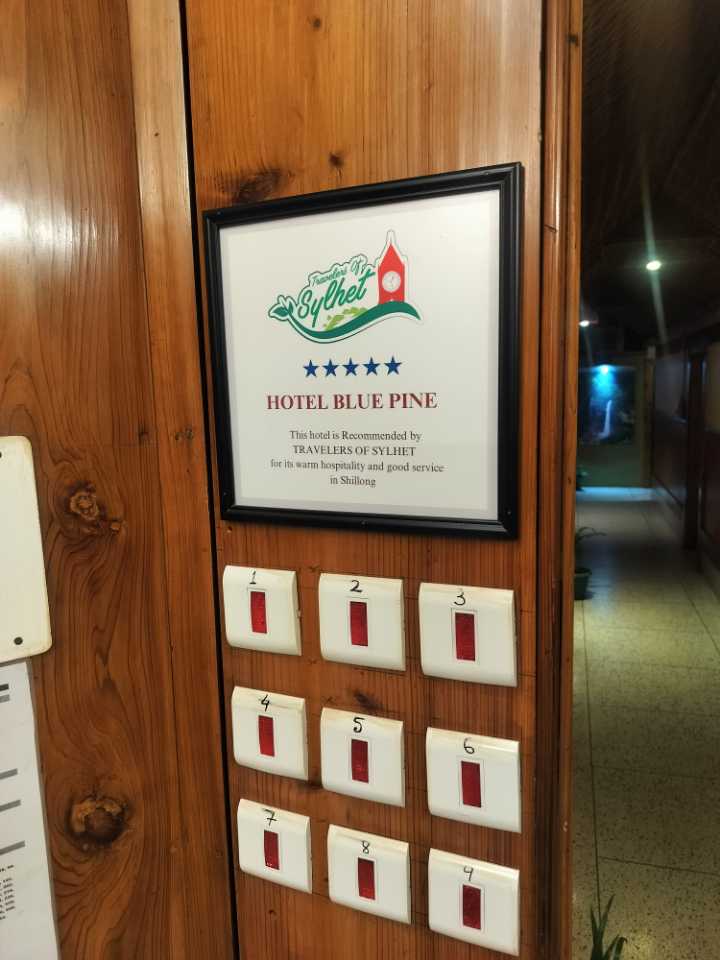 Travelers Of
Sylhet
HOTEL BLUE PINE
This hotel is Recommended by
TRAVELERS OF SYLHET
for its warm hospitality and good service
in Shillong
1 2 3
4 5 6
7 8 9